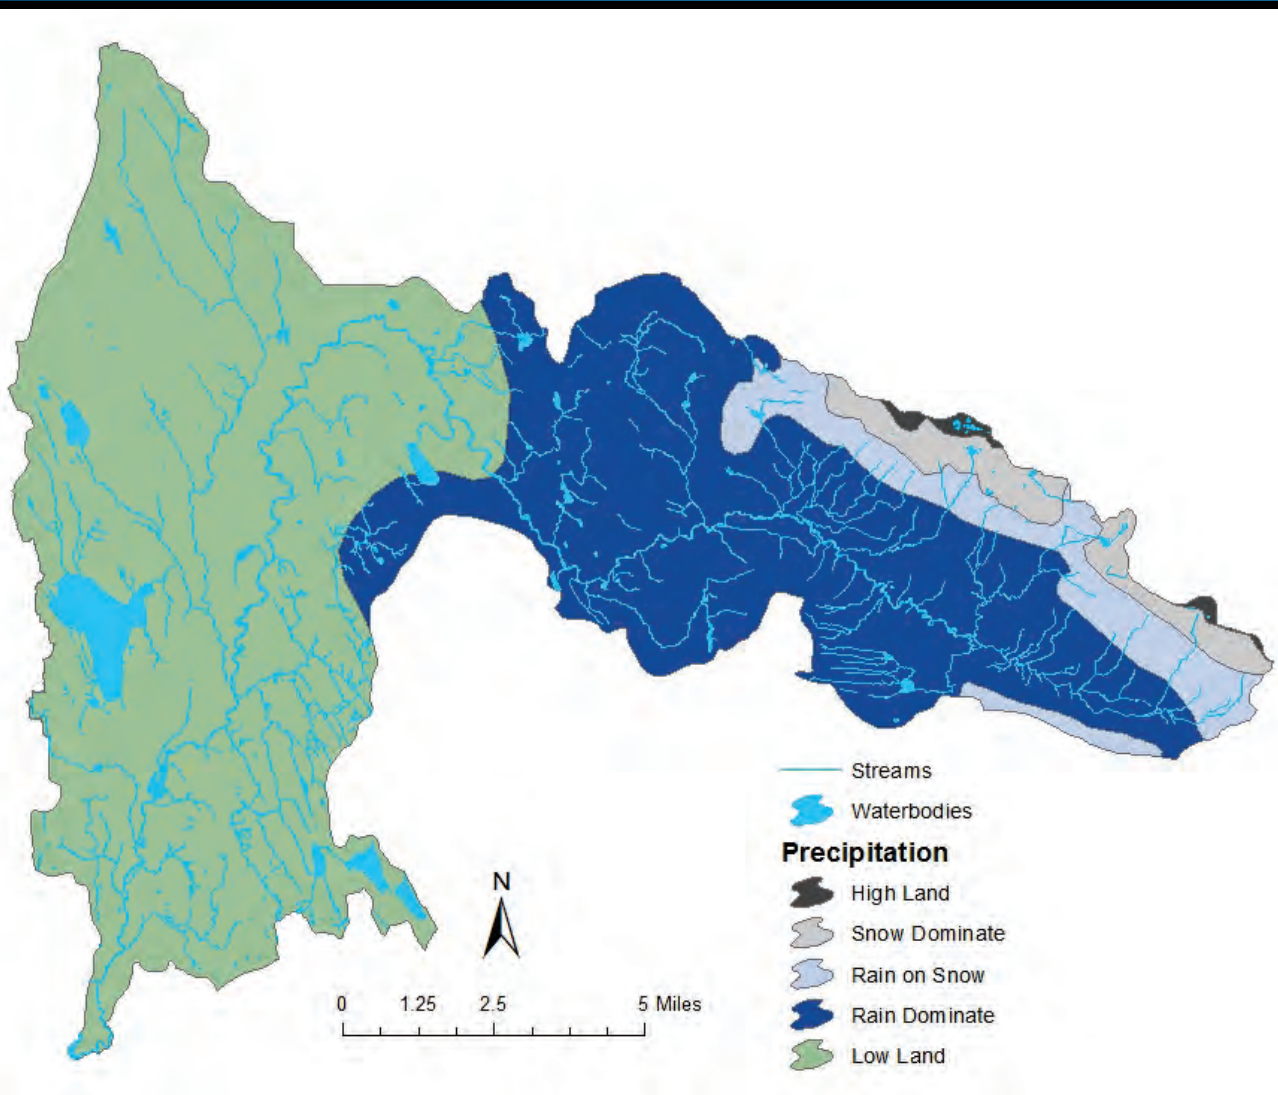 Streams
Waterbodies
Precipitation
High Land
Snow Dominate
Rain on Snow
Rain Dominate
Low Land
N
0 1.25 2.5 5 Miles